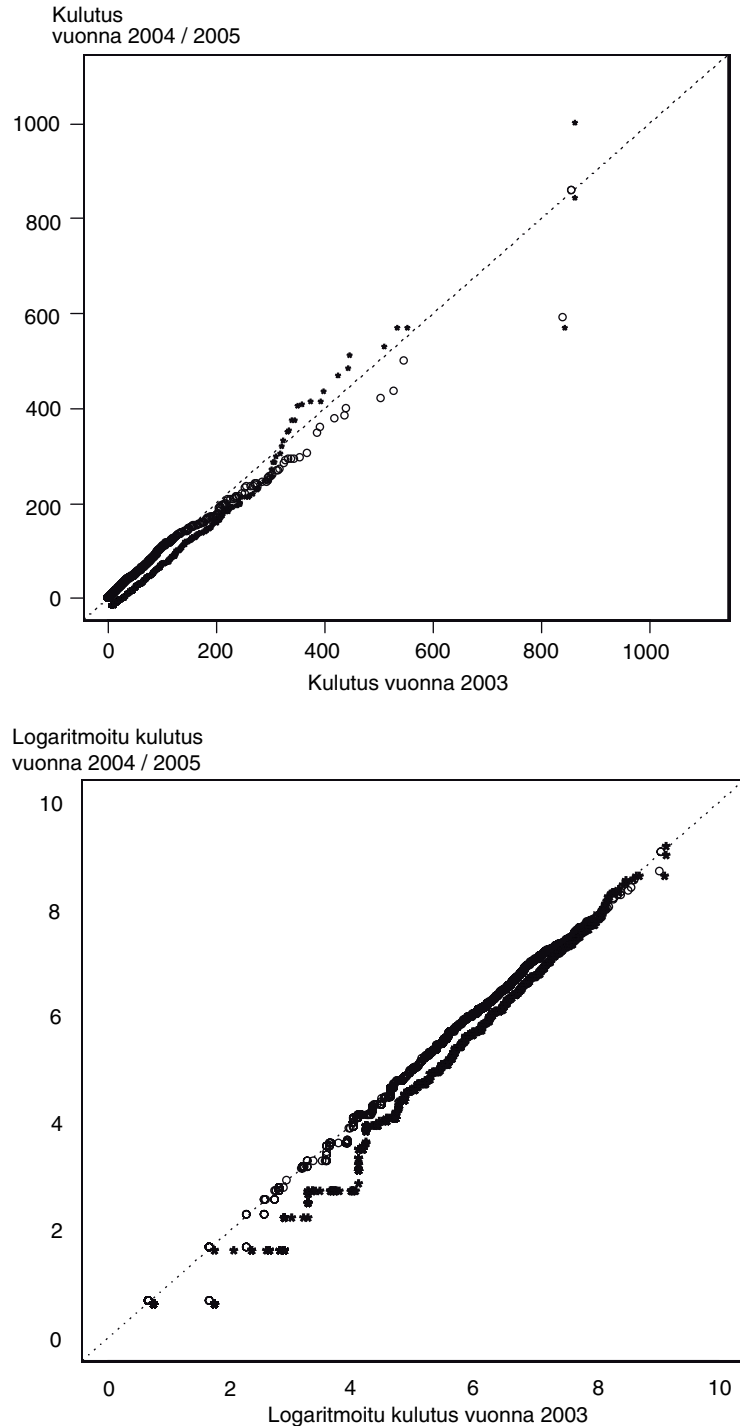 Kulutus
vuonna 2004 / 2005
1000
800
600
400
200
0
0 200 400 600 800 1000
Kulutus vuonna 2003
Logaritmoitu kulutus
vuonna 2004 / 2005
10
8
6
4
2
0
0 2 4 6 8 10
Logaritmoitu kulutus vuonna 2003